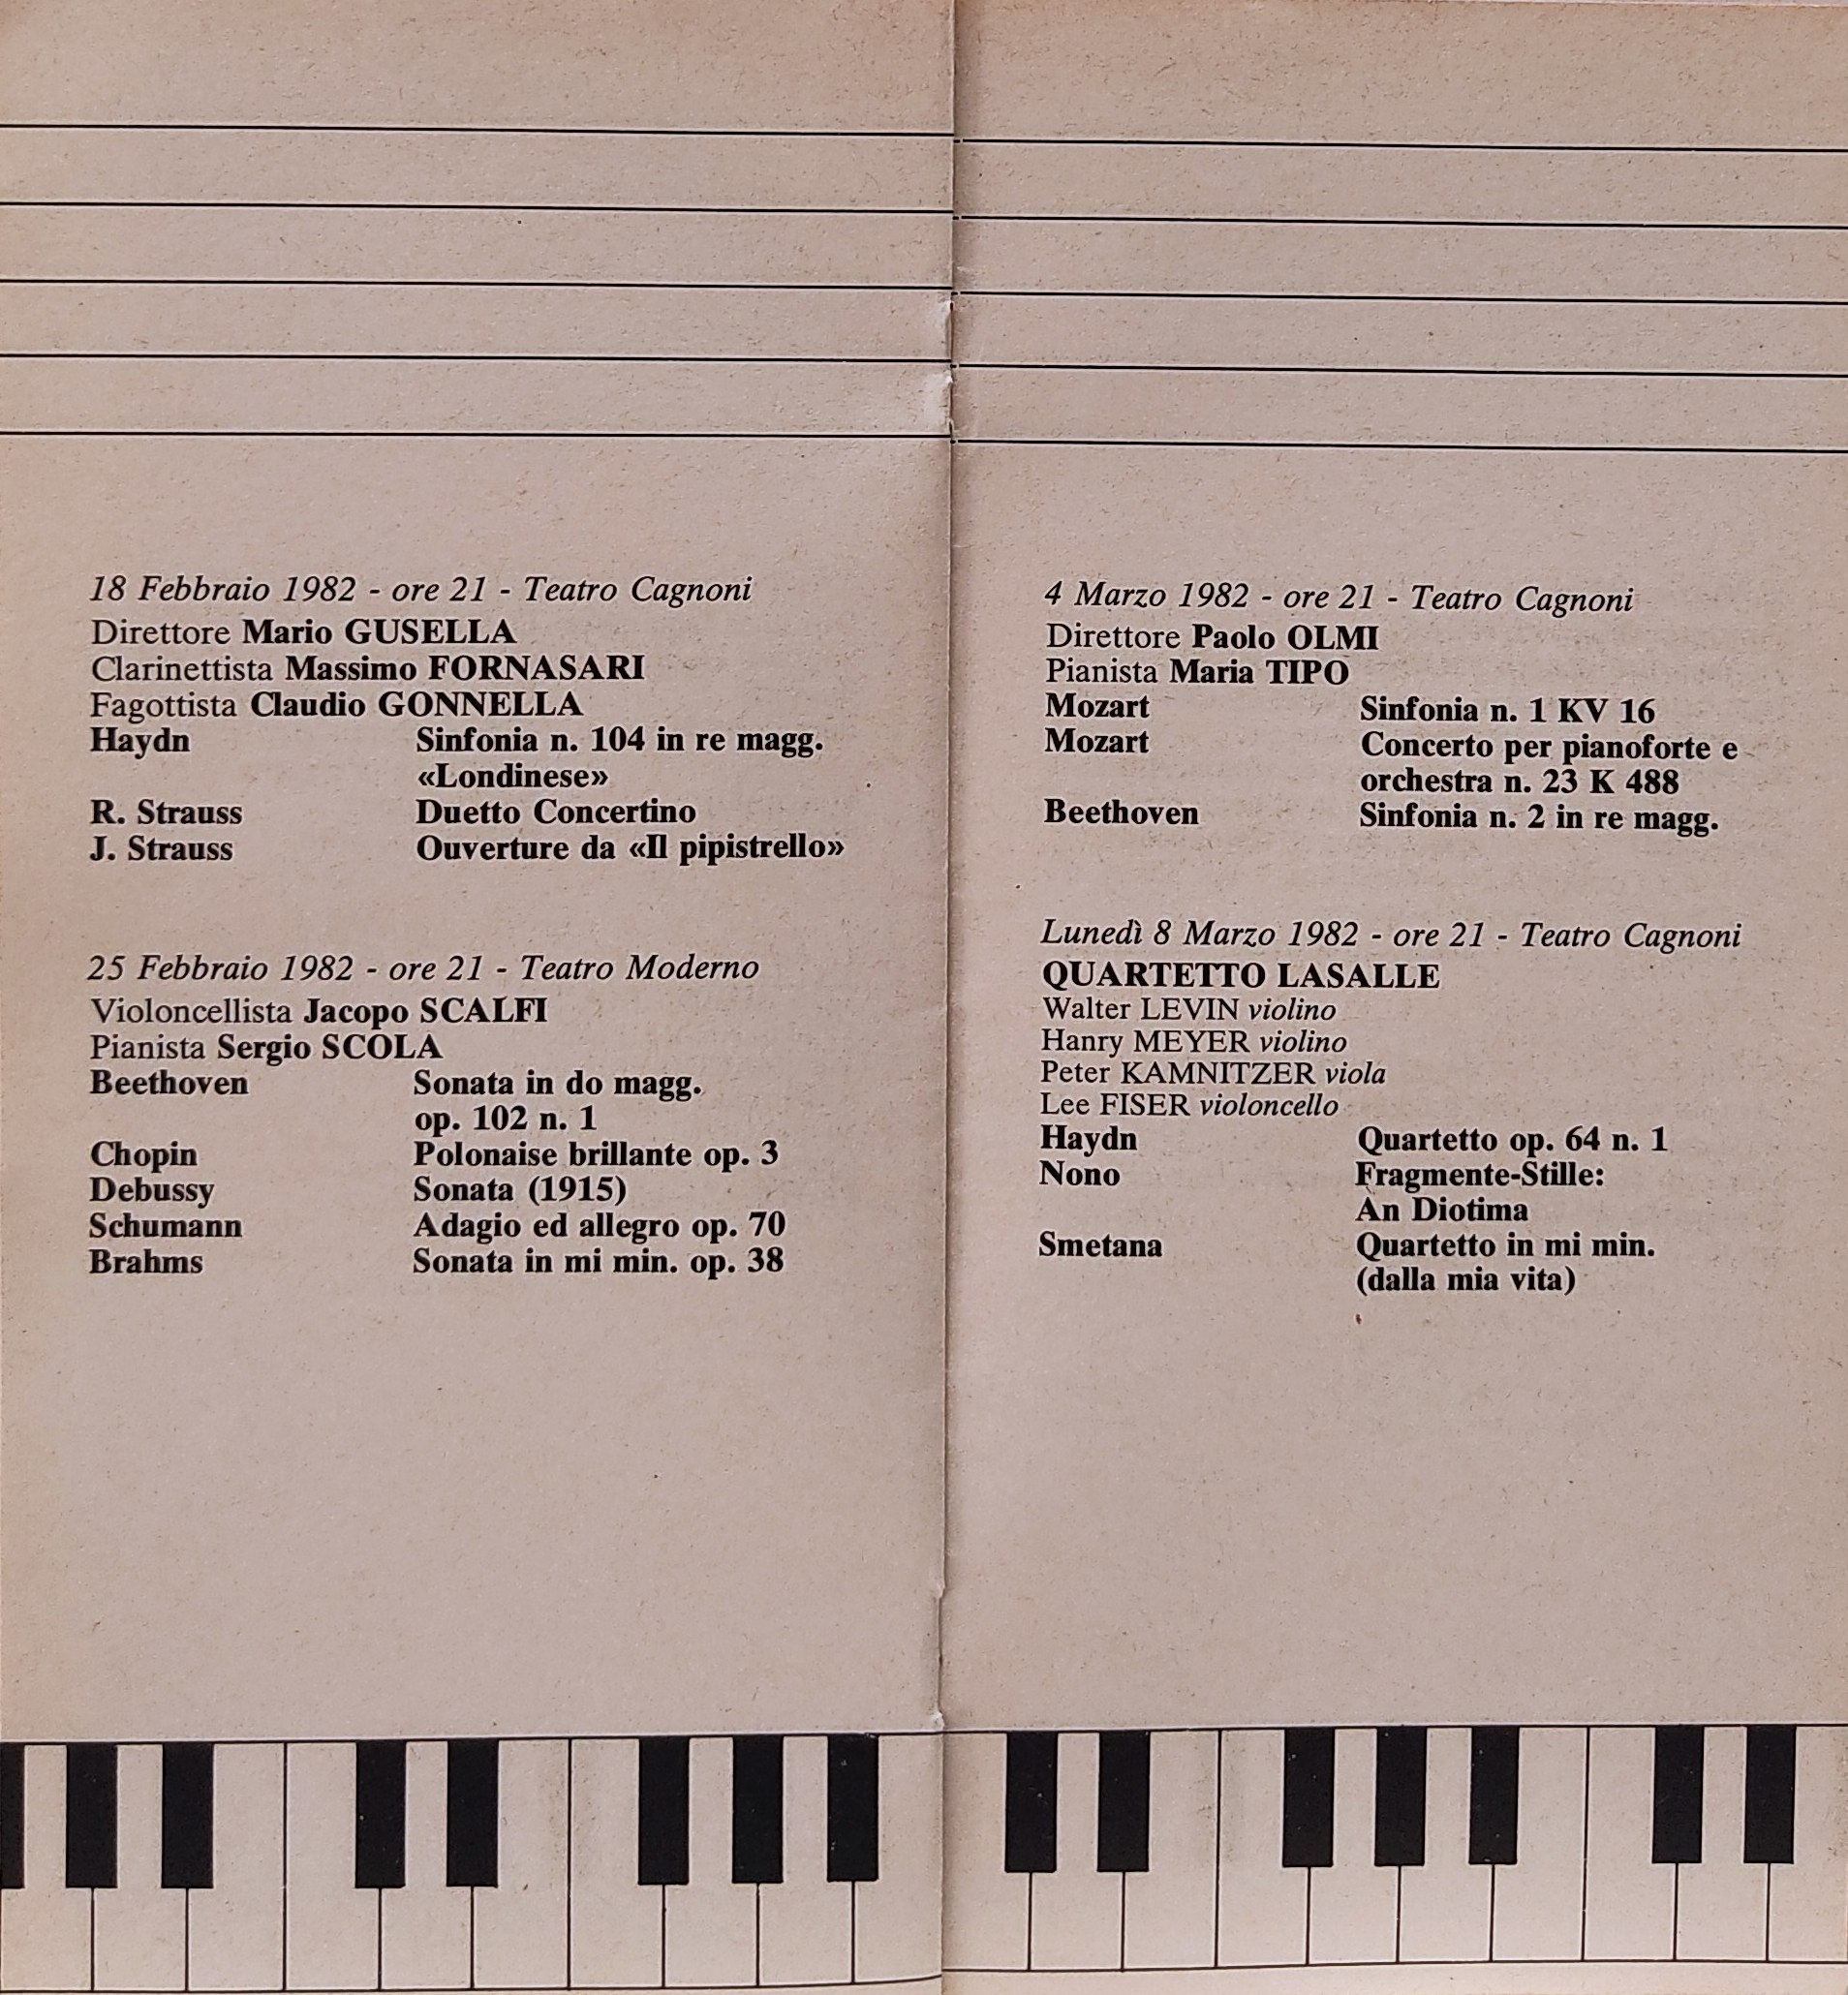 18 Febbraio 1982 - ore 21 - Teatro Cagnoni
Direttore Mario GUSELLA
Clarinettista Massimo FORNASARI
Fagottista Claudio GONNELLA
Haydn Sinfonia n. 104 in re magg.
«Londinese»
R. Strauss Duetto Concertino
J. Strauss Ouverture da «Il pipistrello»
25 Febbraio 1982 - ore 21 - Teatro Moderno
Violoncellista Jacopo SCALFI
Pianista Sergio SCOLA
Beethoven Sonata in do magg.
op. 102 n. 1
Chopin Polonaise brillante op. 3
Debussy Sonata (1915)
Schumann Adagio ed allegro op. 70
Brahms Sonata in mi min. op. 38
4 Marzo 1982 - ore 21 - Teatro Cagnoni
Direttore Paolo OLMI
Pianista Maria TIPO
Mozart Sinfonia n. 1 KV 16
Mozart Concerto per pianoforte e
orchestra n. 23 K 488
Beethoven Sinfonia n. 2 in re magg.
Lunedì 8 Marzo 1982 - ore 21 - Teatro Cagnoni
QUARTETTO LASALLE
Walter LEVIN violino
Hanry MEYER violino
Peter KAMNITZER viola
Lee FISER violoncello
Haydn Quartetto op. 64 n. 1
Nono Fragmente-Stille:
An Diotima
Smetana Quartetto in mi min.
(dalla mia vita)